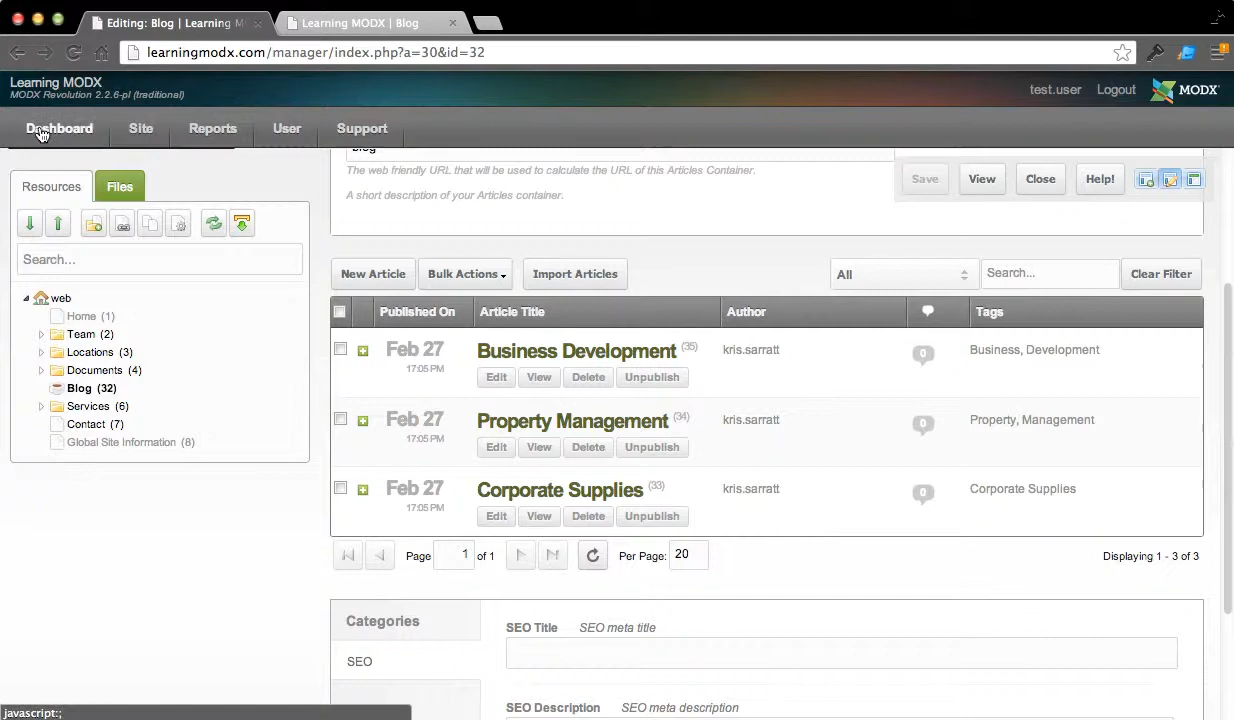 Editing: Blog | Learning M
Learning MODX | Blog
learningmodx.com/manager/index.php?a=30&id=32
Learning MODX
MODX Revolution 2.2.6-pl (traditional)
test.user
Logout
MODX
Dashboard
Site
Reports
User
Support
Resources
Files
Search...
web
Home (1)
Team (2)
Locations (3)
Documents (4)
Blog (32)
Services (6)
Contact (7)
Global Site Information (8)
blog
The web friendly URL that will be used to calculate the URL of this Articles Container.
A short description of your Articles container.
Save
View
Close
Help!
New Article
Bulk Actions
Import Articles
All
Search...
Clear Filter
Published On
Article Title
Author
Tags
Feb 27
17:05 PM
Business Development (35)
Edit
View
Delete
Unpublish
kris.sarratt
0
Business, Development
Feb 27
17:05 PM
Property Management (34)
Edit
View
Delete
Unpublish
kris.sarratt
0
Property, Management
Feb 27
17:05 PM
Corporate Supplies (33)
Edit
View
Delete
Unpublish
kris.sarratt
0
Corporate Supplies
Page
1
of 1
Per Page:
20
Displaying 1 - 3 of 3
Categories
SEO
SEO Title
SEO meta title
SEO Description
SEO meta description
javascript:;